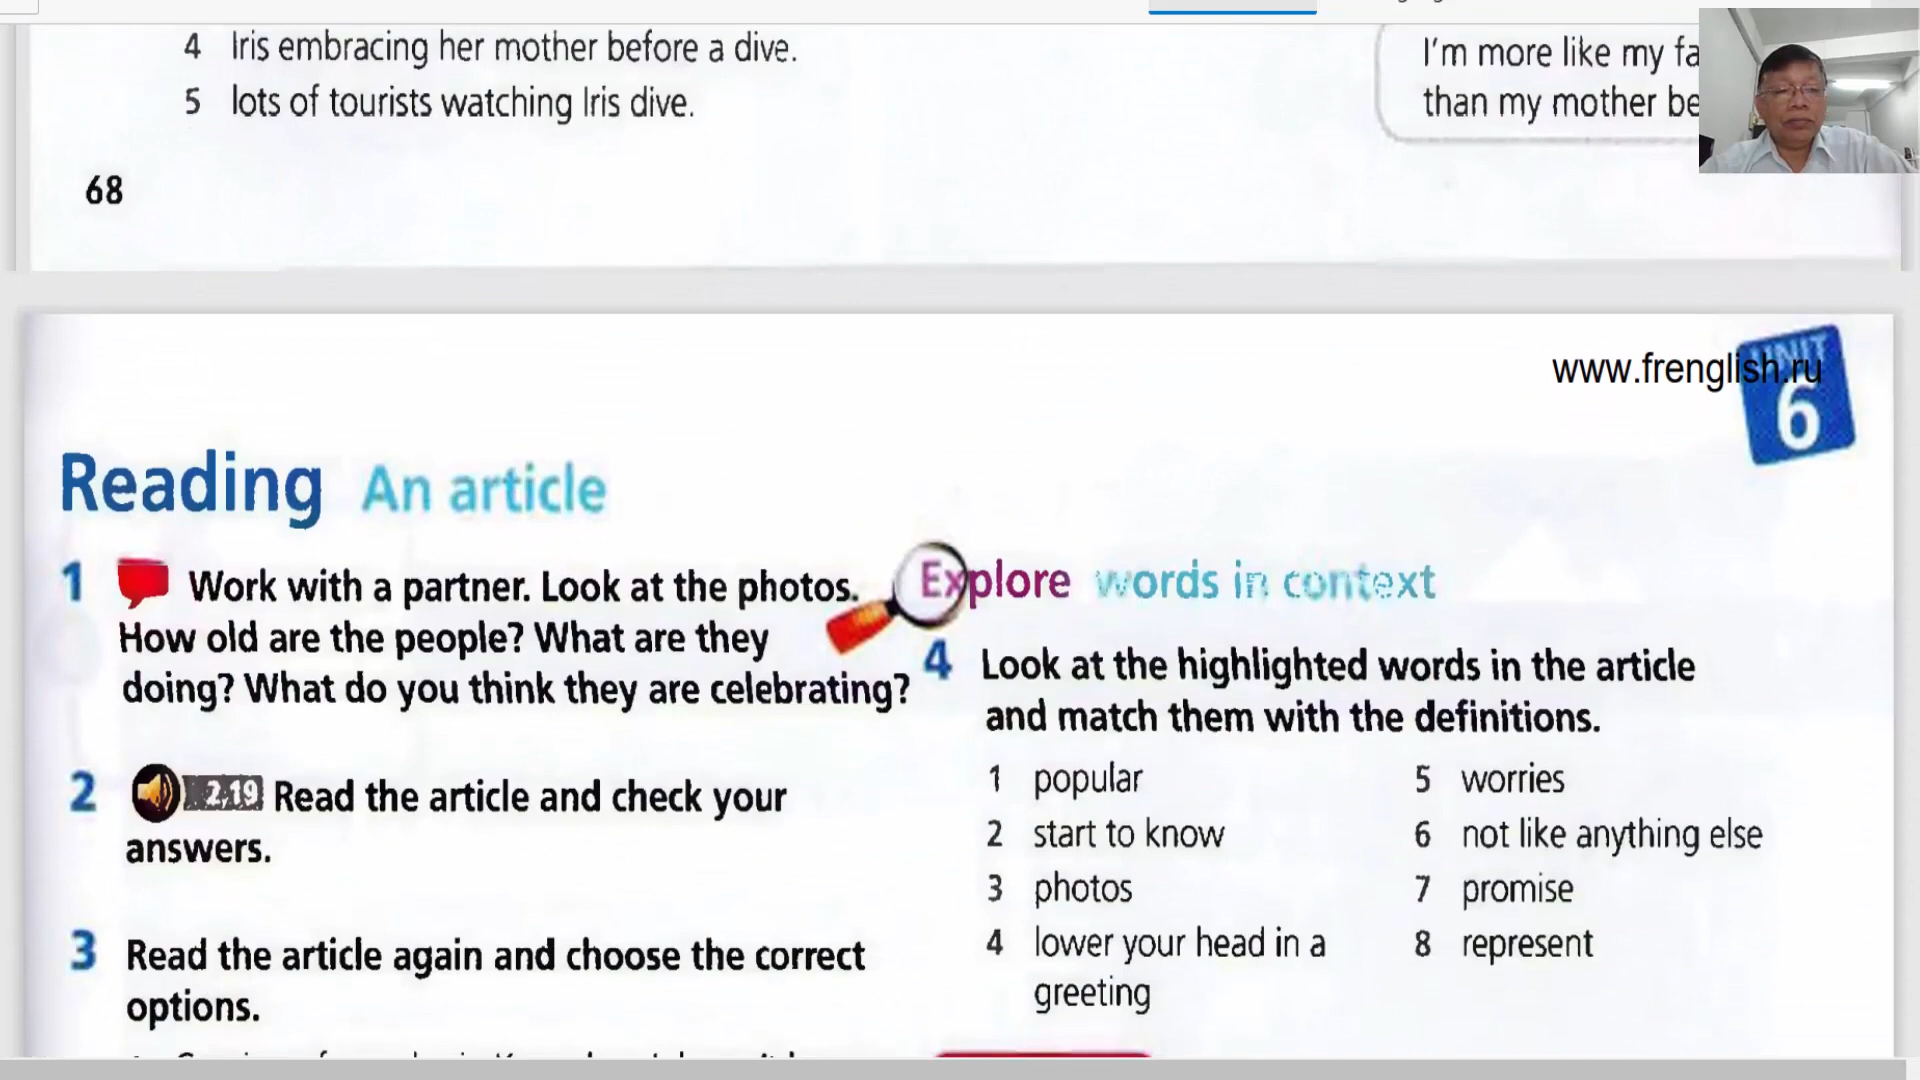 4 Iris embracing her mother before a dive.
5 lots of tourists watching Iris dive.
I'm more like my fa
than my mother be
68
www.frenglish.ru
UNIT
6
Reading An article
1 Work with a partner. Look at the photos.
How old are the people? What are they
doing? What do you think they are celebrating?
2 2.19 Read the article and check your
answers.
3 Read the article again and choose the correct
options.
Explore words in context
4 Look at the highlighted words in the article
and match them with the definitions.
1 popular
2 start to know
3 photos
4 lower your head in a
greeting
5 worries
6 not like anything else
7 promise
8 represent